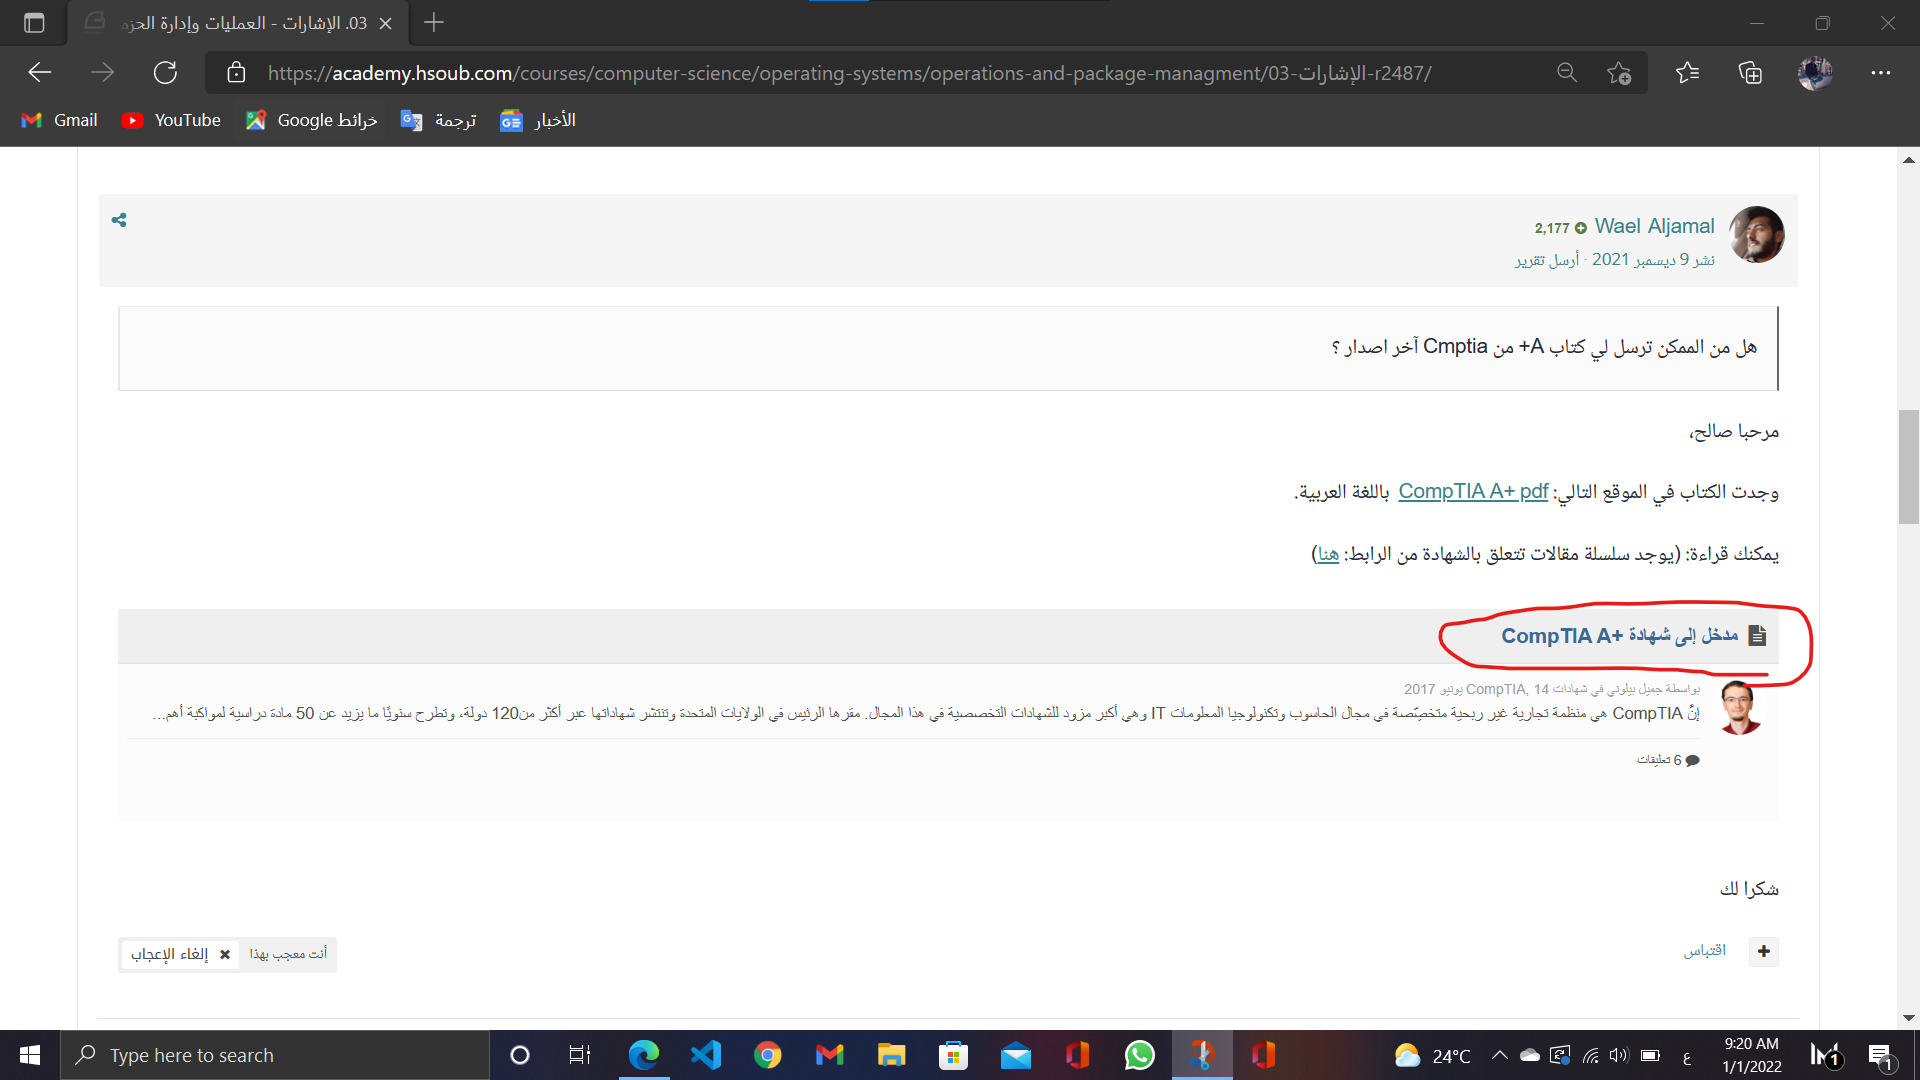 03. الإشارات - العمليات وإدارة الحزم
https://academy.hsoub.com/courses/computer-science/operating-systems/operations-and-package-managment/03-الإشارات-r2487/
Gmail YouTube خرائط Google ترجمة الأخبار
Wael Aljamal 2,177
نشر 9 ديسمبر 2021 · أرسل تقرير
هل من الممكن ترسل لي كتاب A+ من Cmptia آخر اصدار ؟
مرحبا صالح،
وجدت الكتاب في الموقع التالي: CompTIA A+ pdf باللغة العربية.
يمكنك قراءة: (يوجد سلسلة مقالات تتعلق بالشهادة من الرابط: هنا)
مدخل إلى شهادة CompTIA A+
بواسطة جميل بيلوني في شهادات CompTIA, 14 يونيو 2017
إنَّ CompTIA هي منظمة تجارية غير ربحية متخصِّصة في مجال الحاسوب وتكنولوجيا المعلومات IT وهي أكبر مزود للشهادات التخصصية في هذا المجال. مقرها الرئيس في الولايات المتحدة وتنتشر شهاداتها عبر أكثر من120 دولة، وتطرح سنويًا ما يزيد عن 50 مادة دراسية لمواكبة أهم...
6 تعليقات
شكرا لك
اقتباس
أنت معجب بهذا إلغاء الإعجاب
Type here to search
24°C
ع
9:20 AM
1/1/2022
1
1